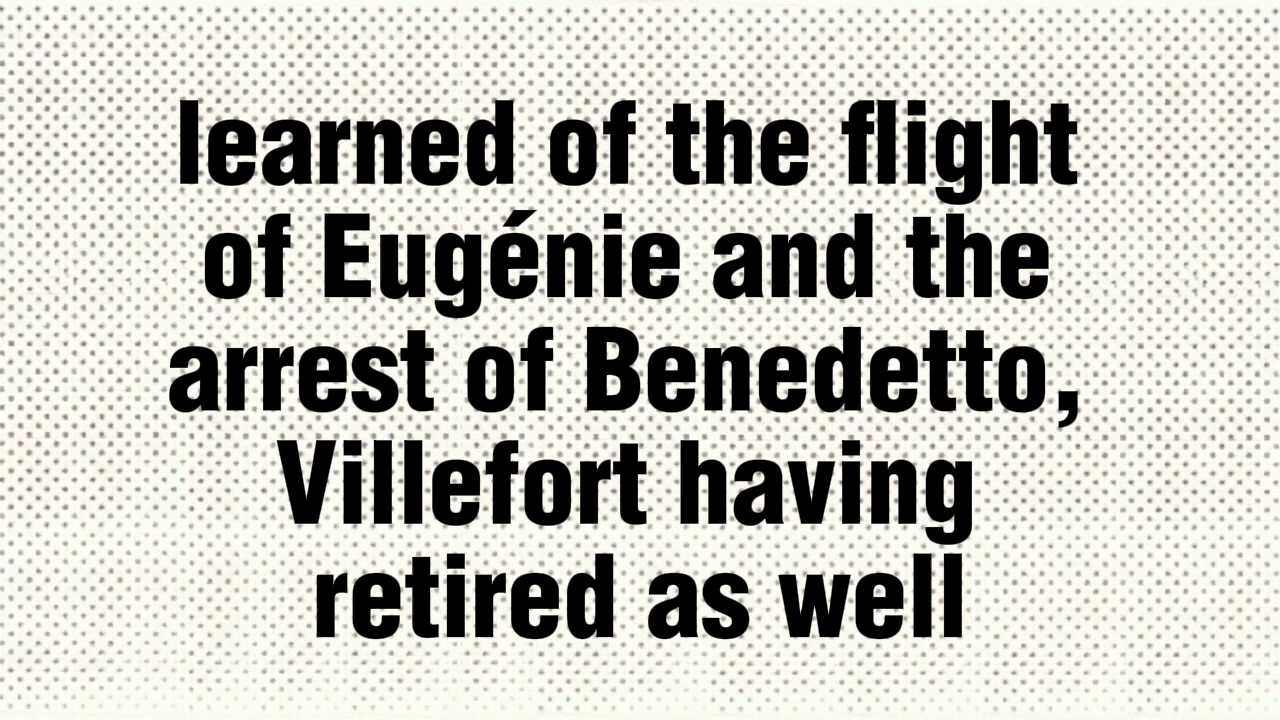 learned of the flight
of Eugénie and the
arrest of Benedetto,
Villefort having
retired as well